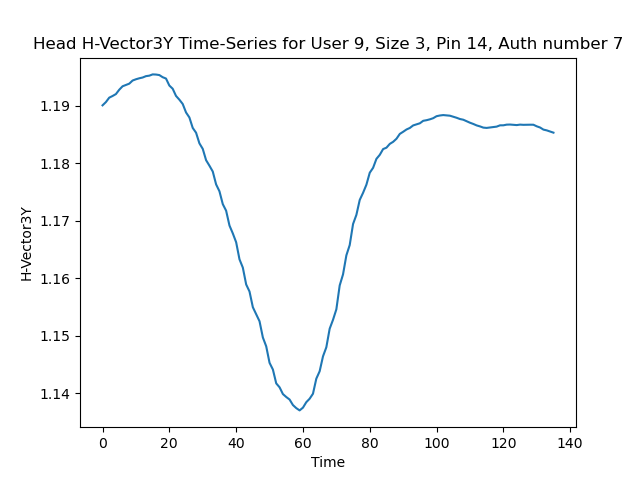 Head H-Vector3Y Time-Series for User 9, Size 3, Pin 14, Auth number 7
H-Vector3Y
1.19
1.18
1.17
1.16
1.15
1.14
0 20 40 60 80 100 120 140
Time